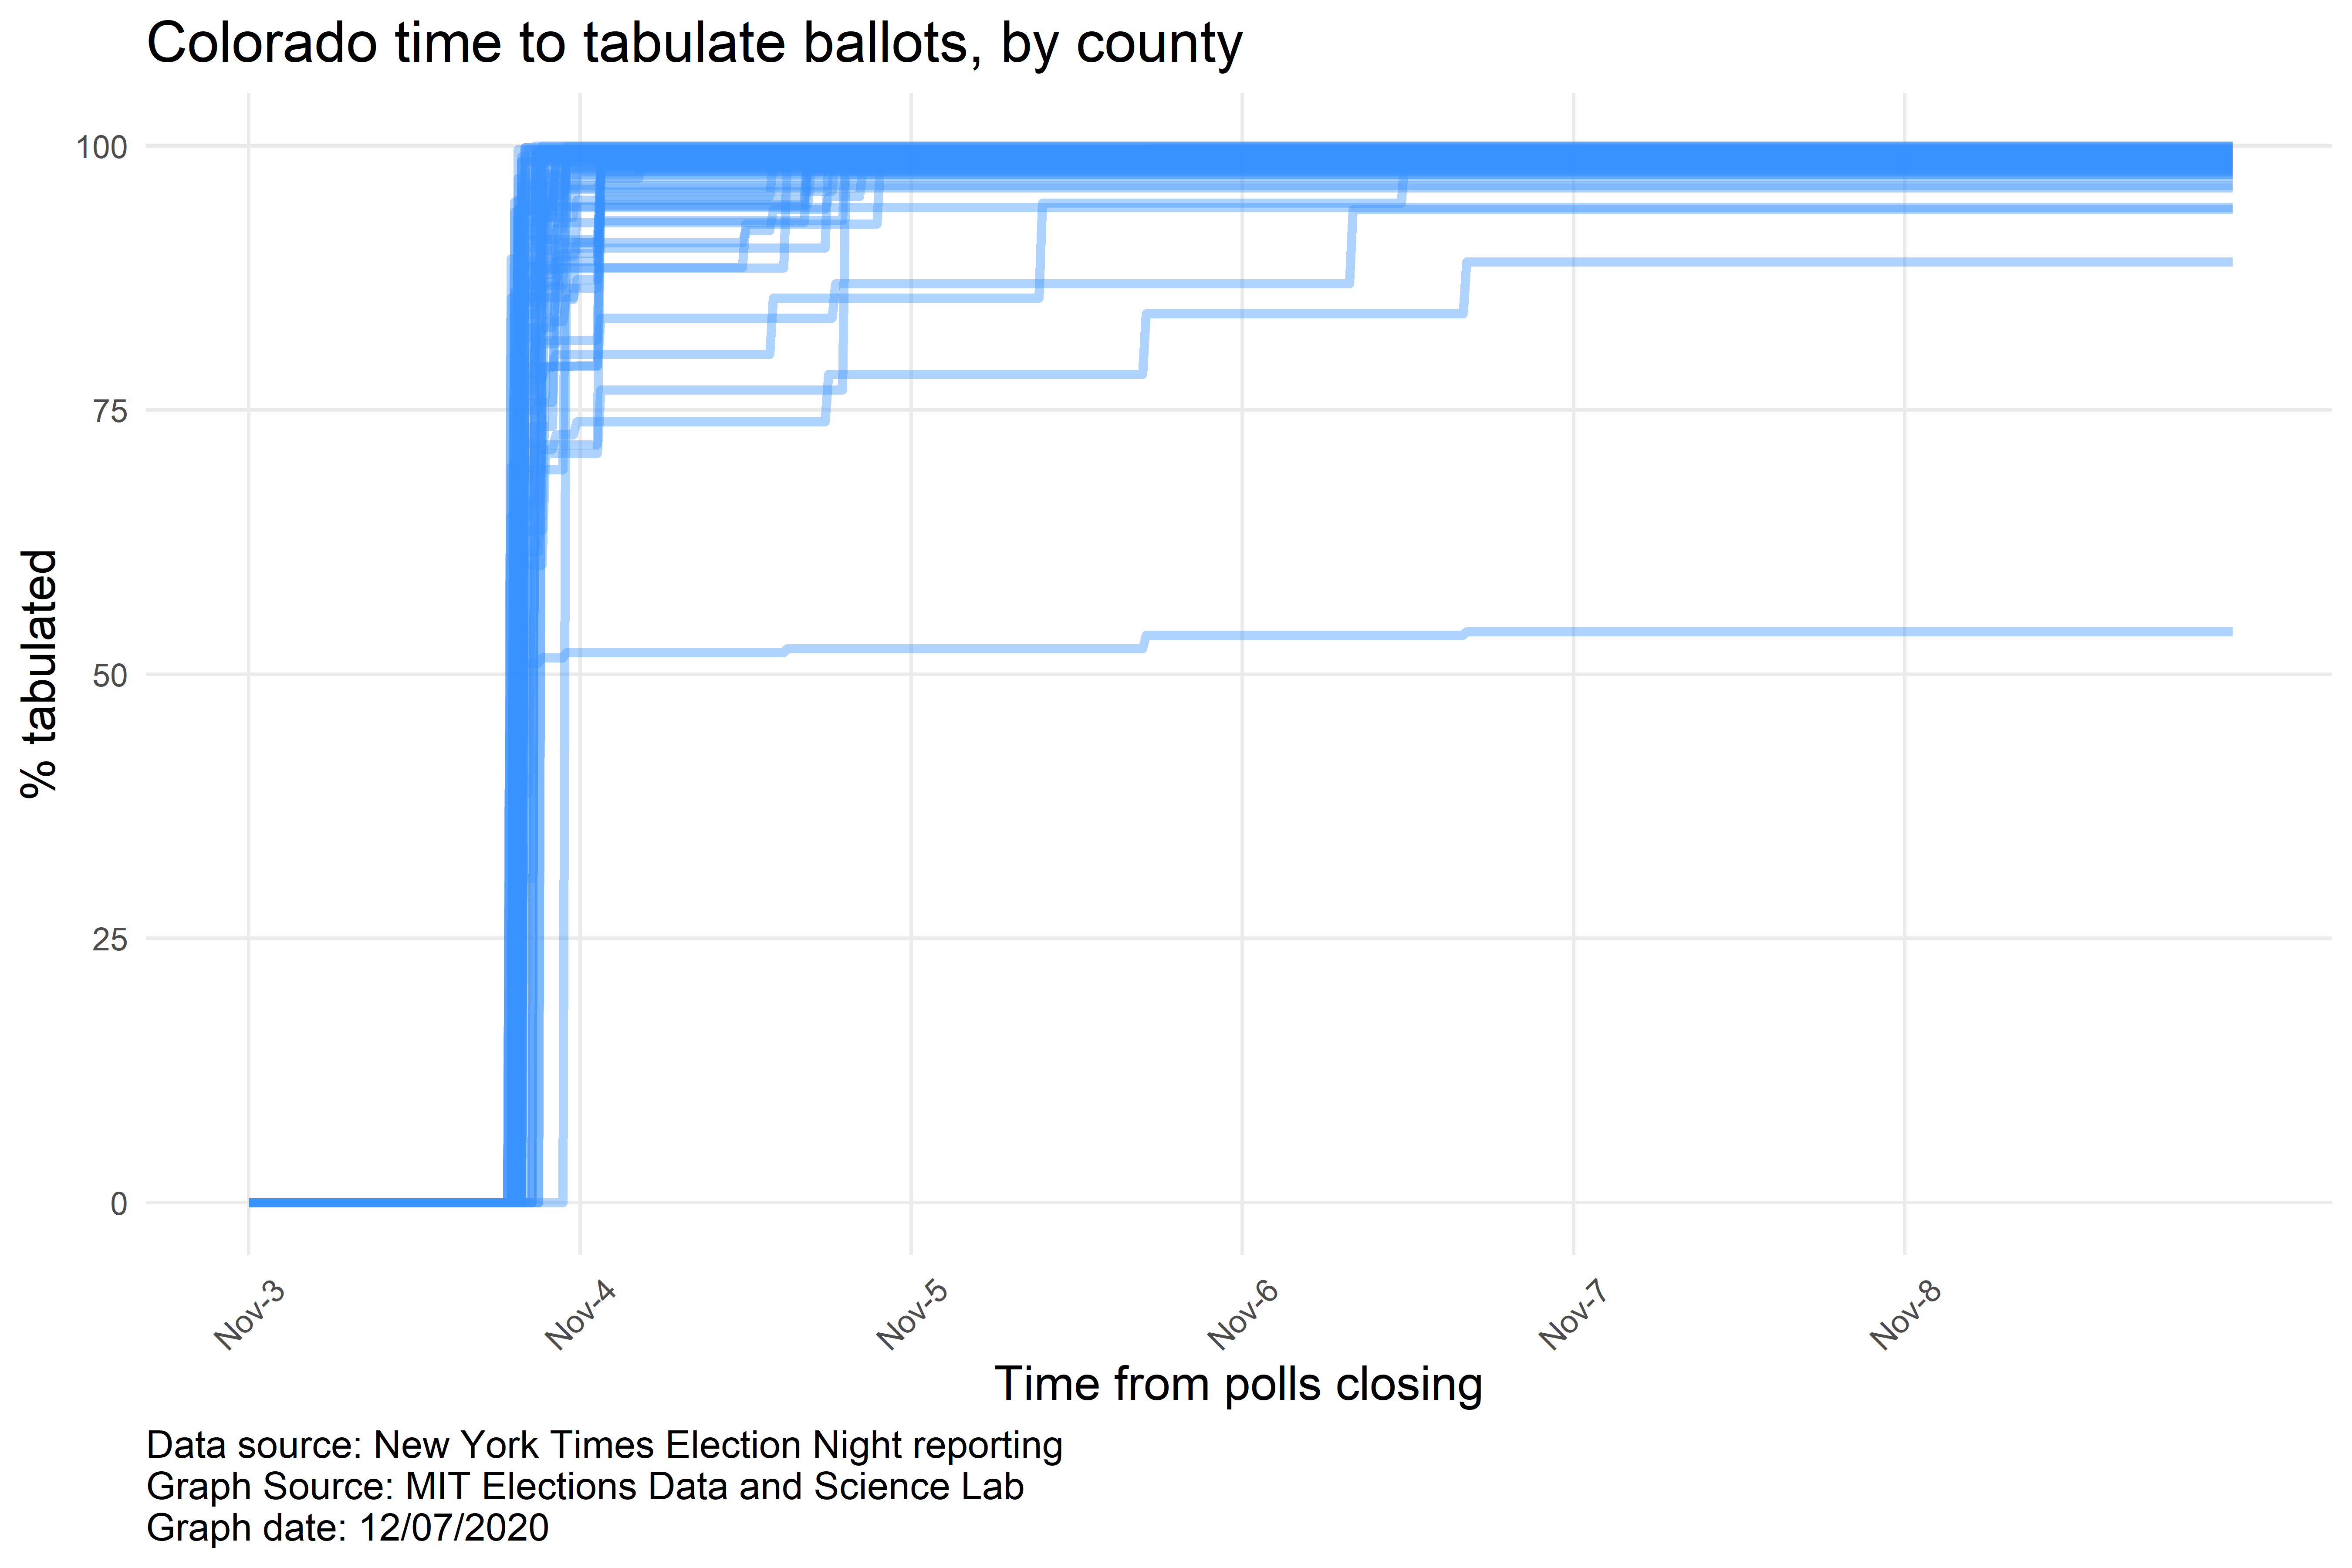 Colorado time to tabulate ballots, by county
100
75
50
25
0
% tabulated
Nov-3
Nov-4
Nov-5
Nov-6
Nov-7
Nov-8
Time from polls closing
Data source: New York Times Election Night reporting
Graph Source: MIT Elections Data and Science Lab
Graph date: 12/07/2020